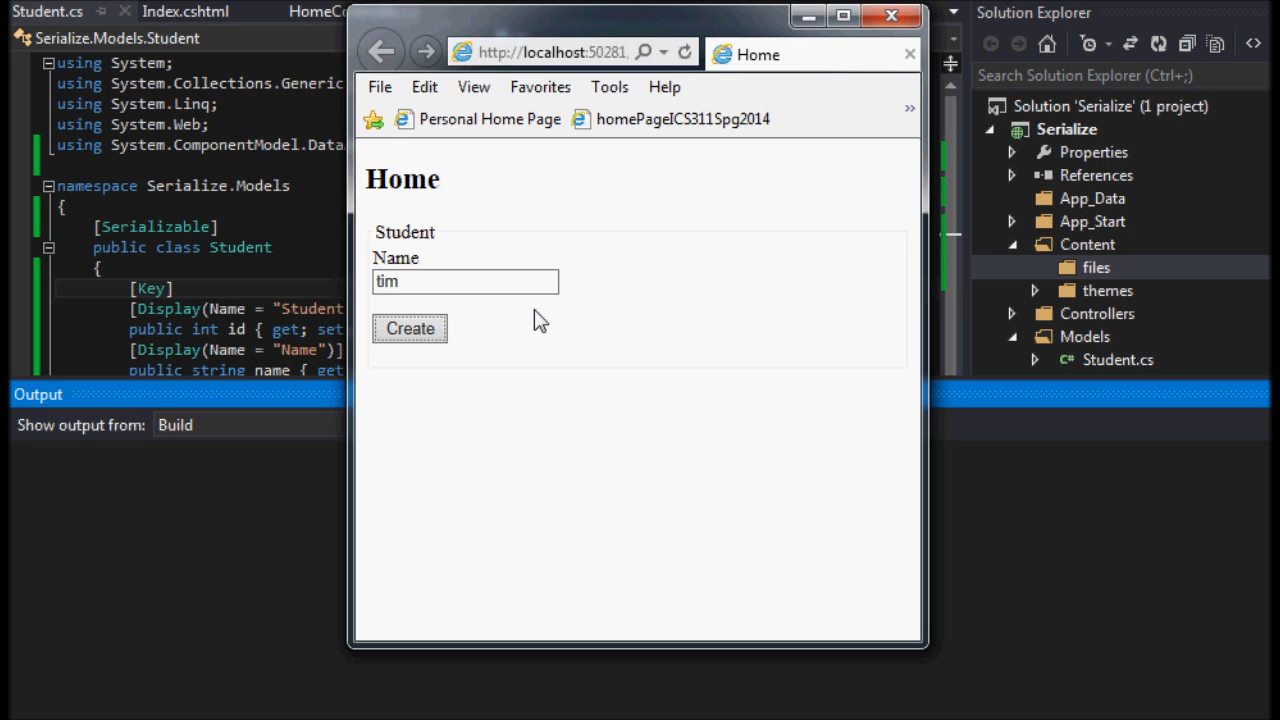 Student.cs
Index.cshtml
HomeCo
Serialize.Models.Student
using System;
using System.Collections.Generic
using System.Linq;
using System.Web;
using System.ComponentModel.Data
namespace Serialize.Models
{
[Serializable]
public class Student
{
[Key]
[Display(Name = "Student
public int id { get; set
[Display(Name = "Name")]
public string name { get
Output
Show output from:
Build
http://localhost:50281,
Home
File Edit View Favorites Tools Help
Personal Home Page
homePageICS311Spg2014
»
Home
Student
Name
tim
Create
Solution Explorer
Search Solution Explorer (Ctrl+;)
Solution 'Serialize' (1 project)
Serialize
Properties
References
App_Data
App_Start
Content
files
themes
Controllers
Models
C# Student.cs